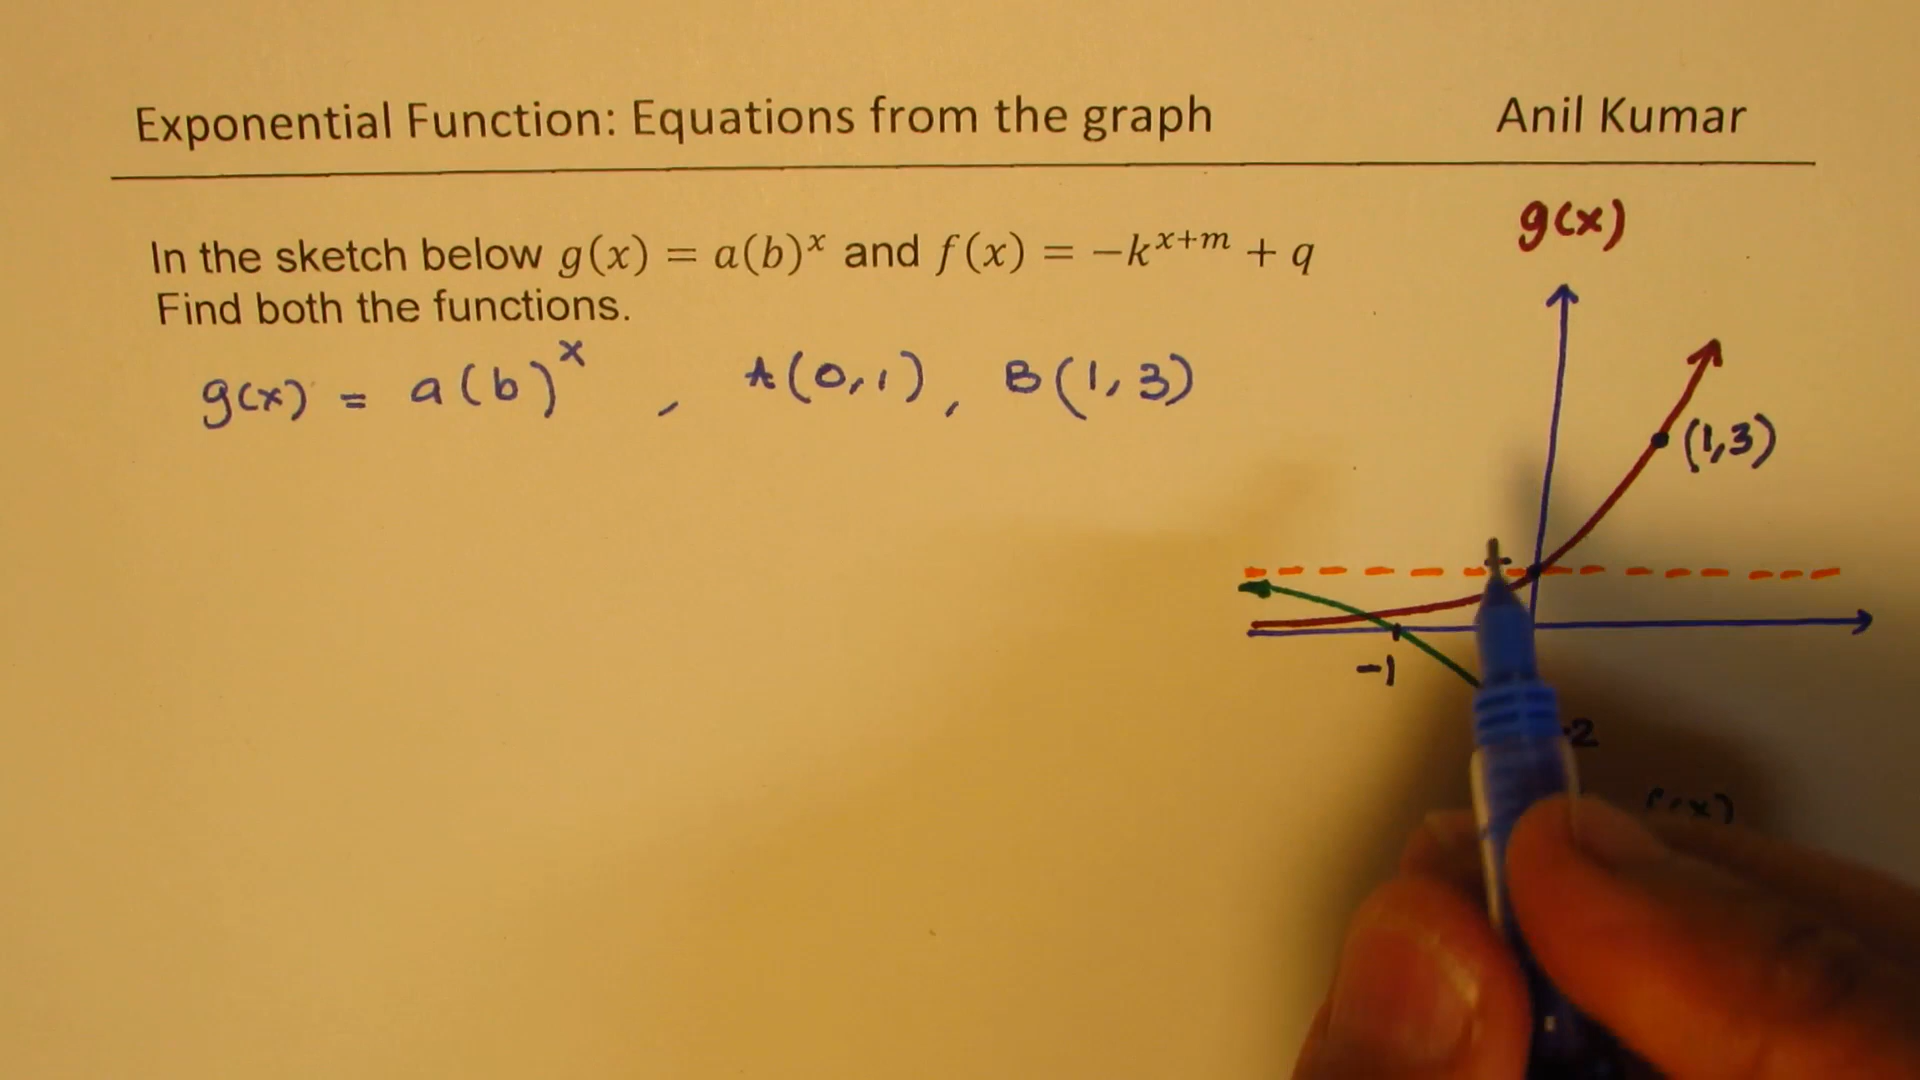 Exponential Function: Equations from the graph
Anil Kumar
In the sketch below g(x) = a(b)ˣ and f(x) = −kˣ⁺ᵐ + q
Find both the functions.
g(x) = a(b)ˣ , A(0,1), B(1,3)
g(x)
(1,3)
-1